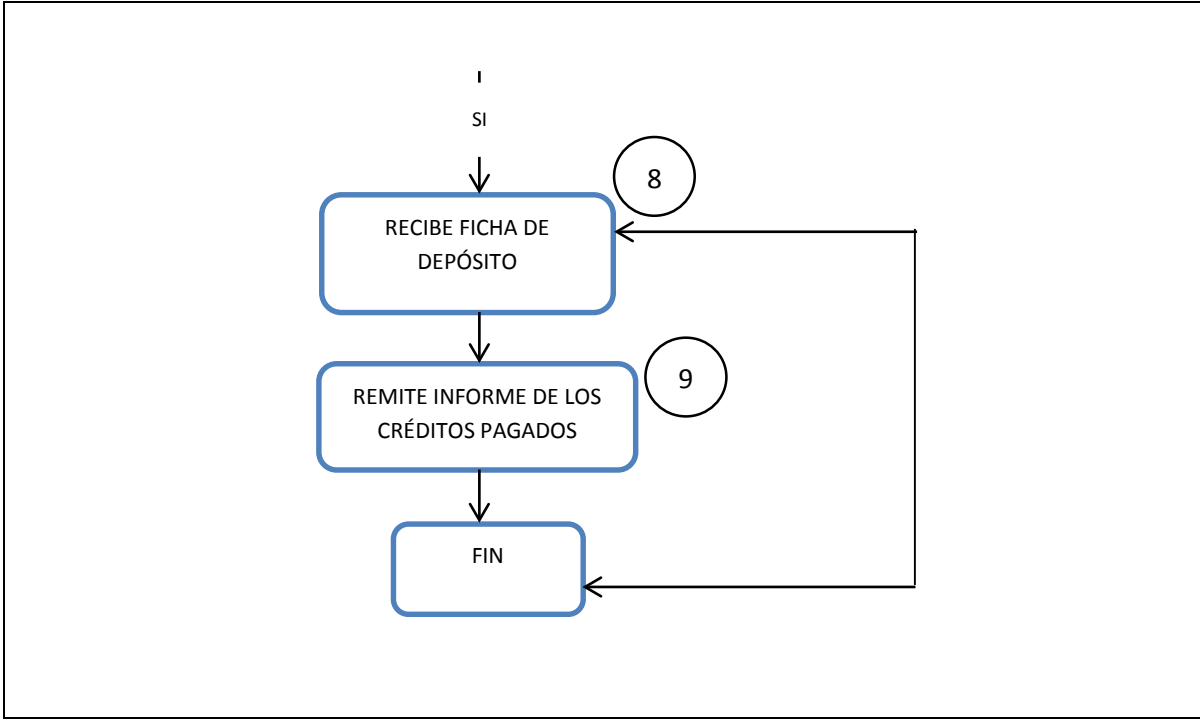 SI
8
RECIBE FICHA DE
DEPÓSITO
9
REMITE INFORME DE LOS
CRÉDITOS PAGADOS
FIN